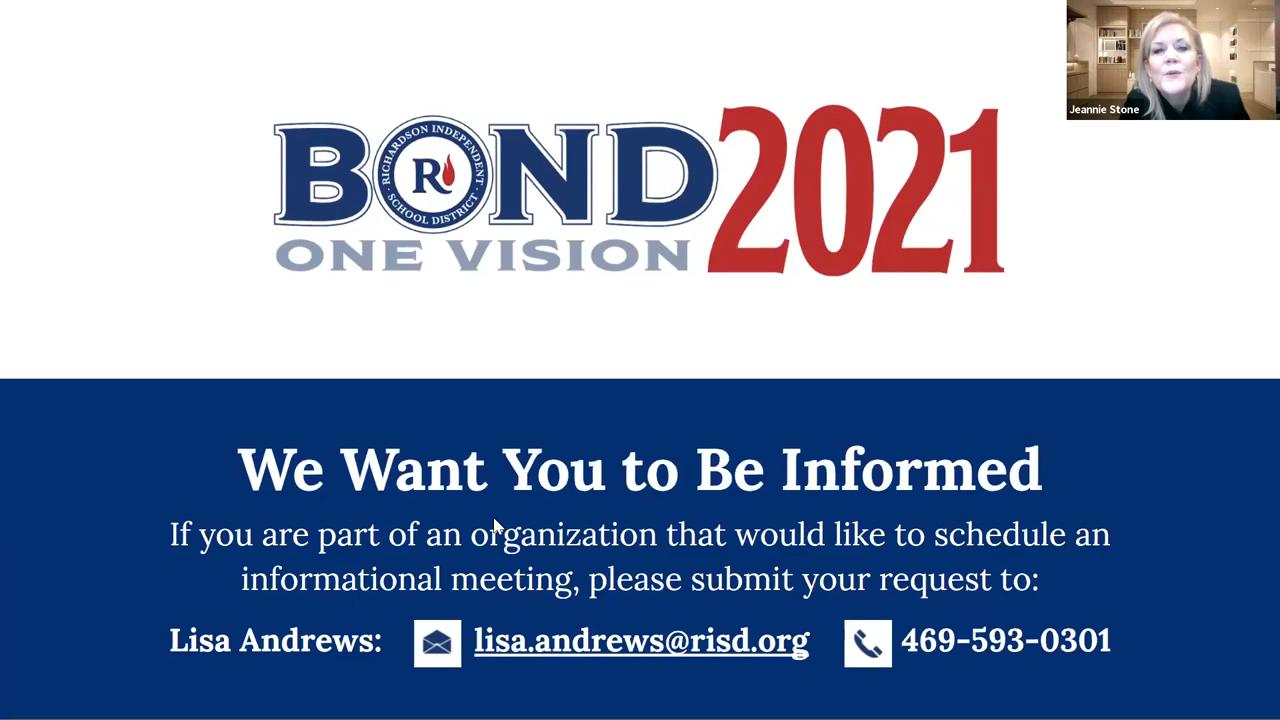 Jeannie Stone
BOND 2021
RICHARDSON INDEPENDENT
SCHOOL DISTRICT
R
ONE VISION
We Want You to Be Informed
If you are part of an organization that would like to schedule an
informational meeting, please submit your request to:
Lisa Andrews: lisa.andrews@risd.org 469-593-0301